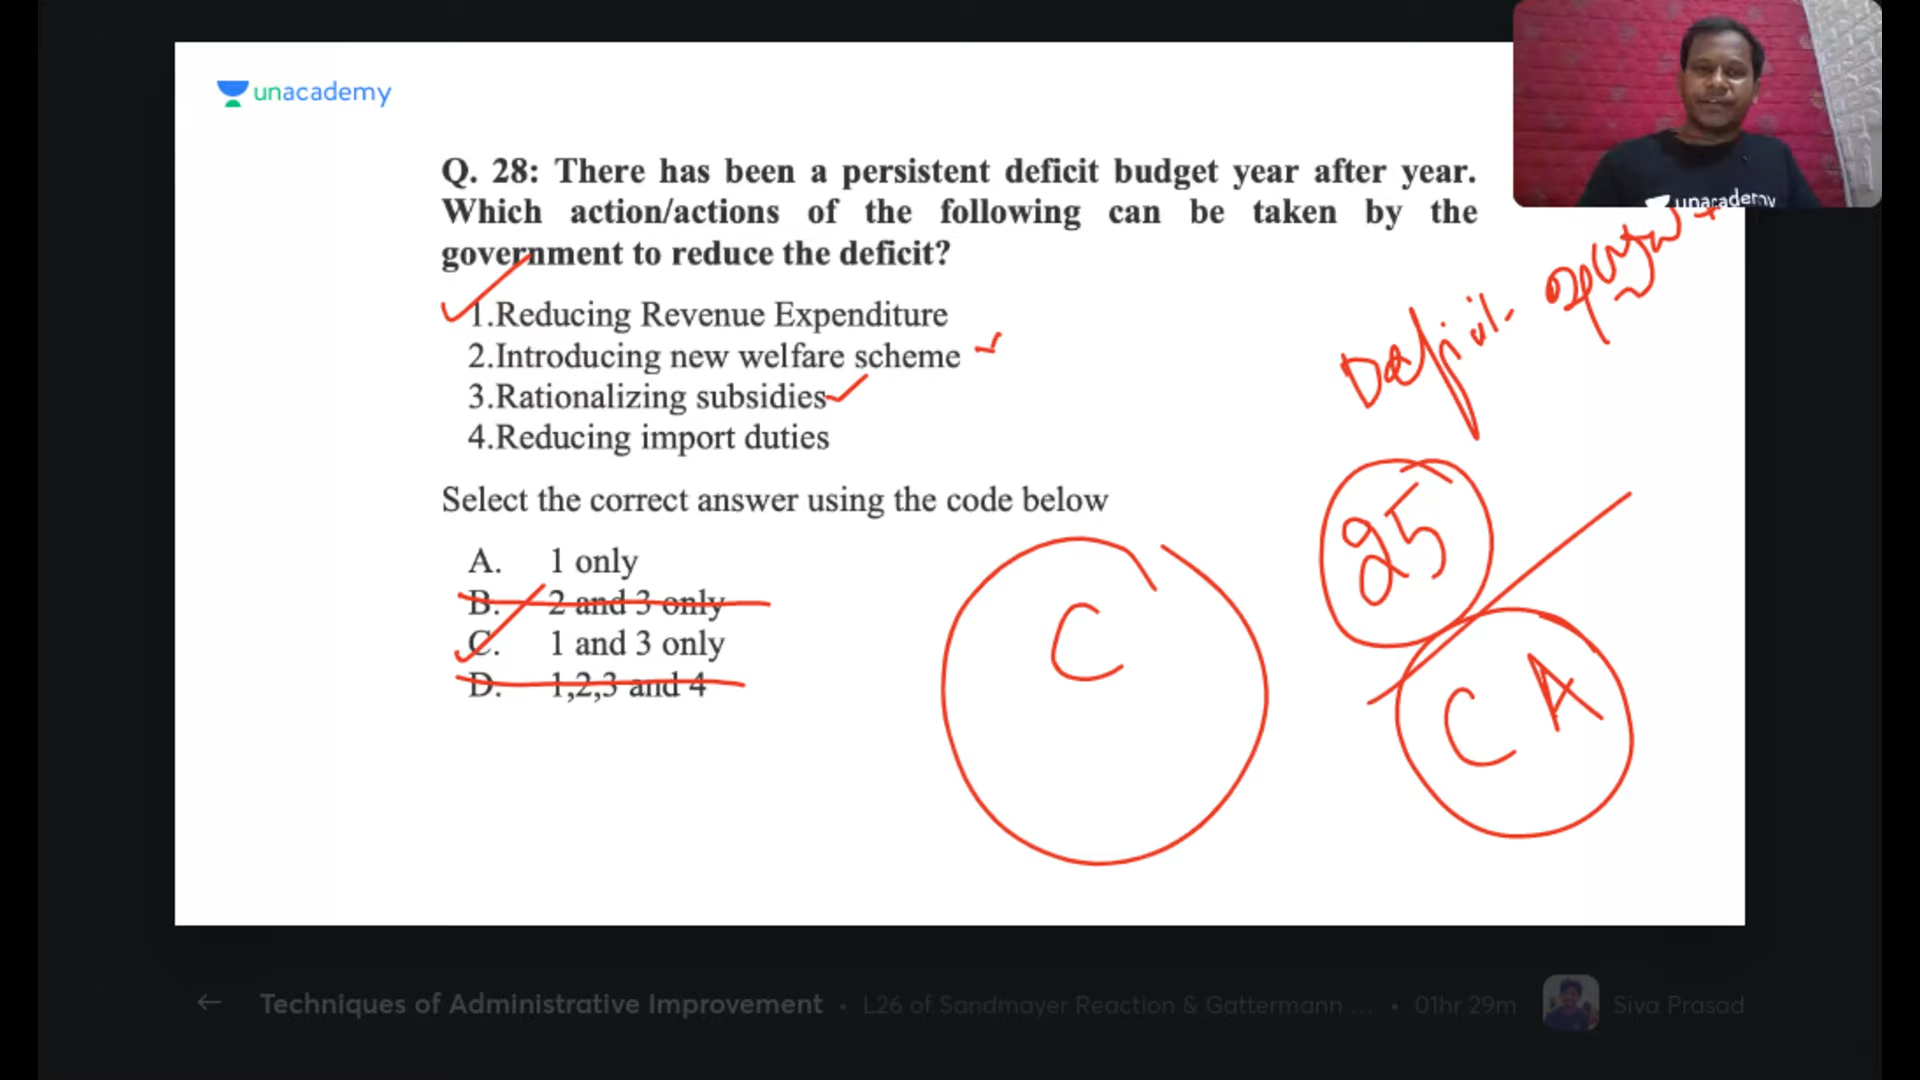 unacademy
Q. 28: There has been a persistent deficit budget year after year.
Which action/actions of the following can be taken by the
government to reduce the deficit?
1.Reducing Revenue Expenditure
2.Introducing new welfare scheme
3.Rationalizing subsidies
4.Reducing import duties
Select the correct answer using the code below
A. 1 only
B. 2 and 3 only
C. 1 and 3 only
D. 1,2,3 and 4
unacademy
25
C
C A
Techniques of Administrative Improvement • L26 of Sandmayer Reaction & Gattermann ... • 01hr 29m Siva Prasad